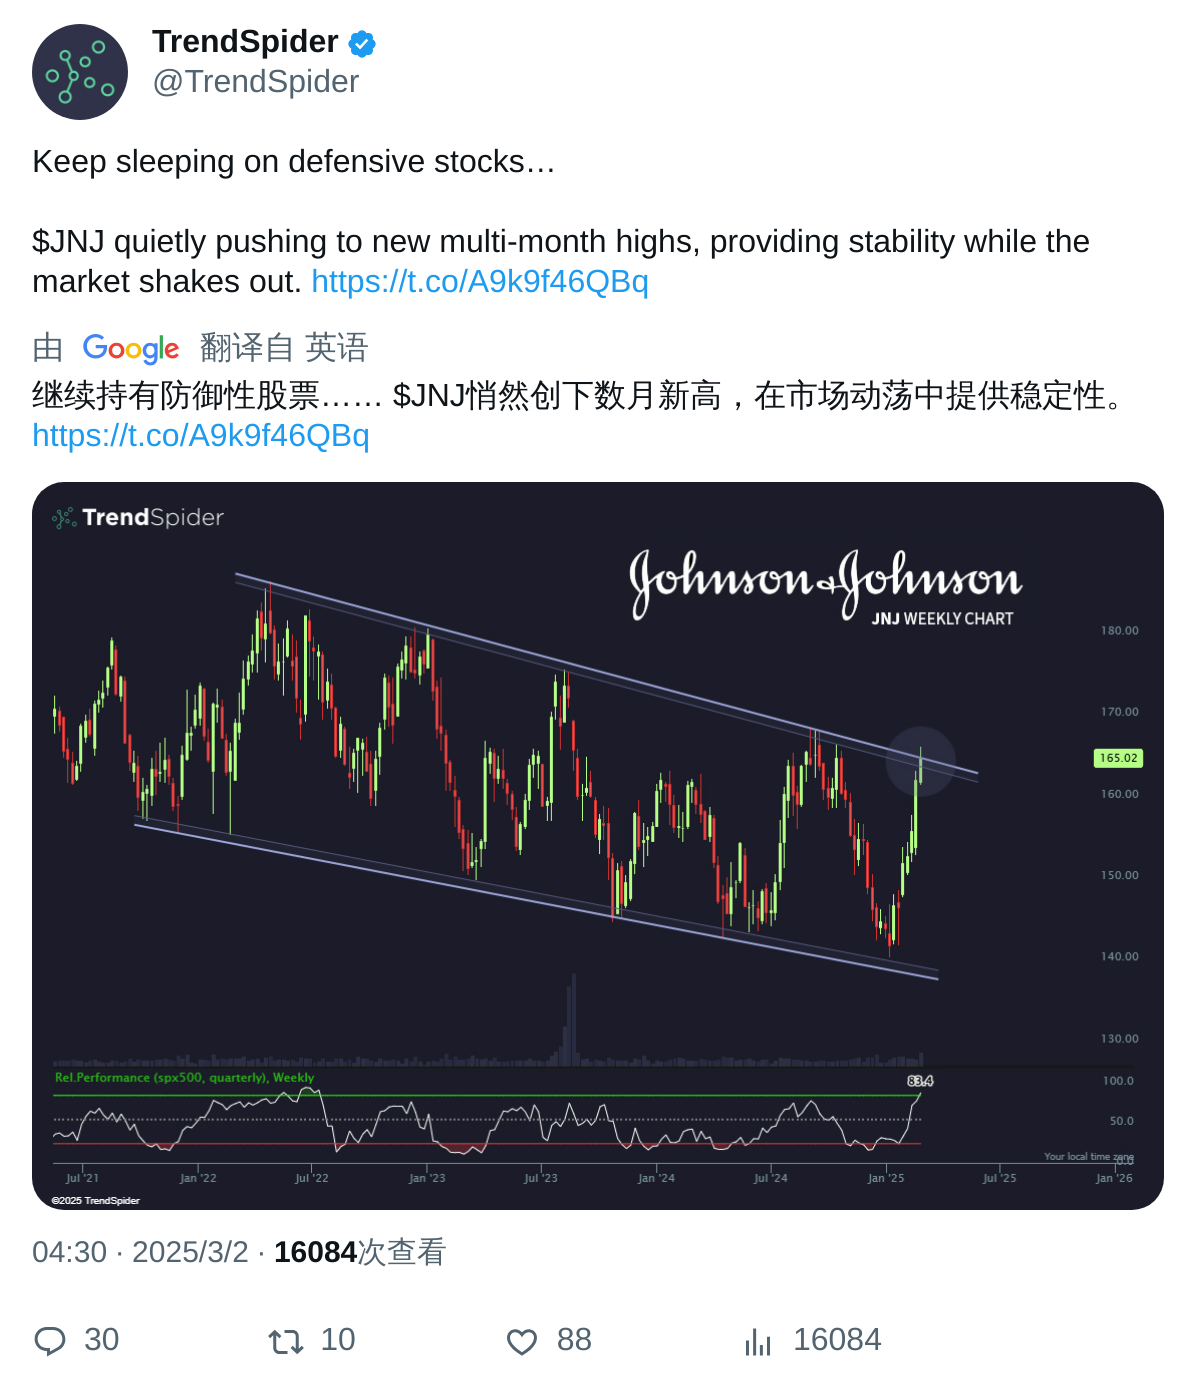 TrendSpider
@TrendSpider
Keep sleeping on defensive stocks…
$JNJ quietly pushing to new multi-month highs, providing stability while the
market shakes out. https://t.co/A9k9f46QBq
由 Google 翻译自 英语
继续持有防御性股票…… $JNJ悄然创下数月新高，在市场动荡中提供稳定性。
https://t.co/A9k9f46QBq
TrendSpider
Johnson & Johnson
JNJ WEEKLY CHART
180.00
170.00
165.02
160.00
150.00
140.00
130.00
Rel.Performance (spx500, quarterly), Weekly
83.4
100.0
50.0
Your local time zone
0.0
Jul '21 Jan '22 Jul '22 Jan '23 Jul '23 Jan '24 Jul '24 Jan '25 Jul '25 Jan '26
©2025 TrendSpider
04:30 · 2025/3/2 · 16084次查看
30 10 88 16084